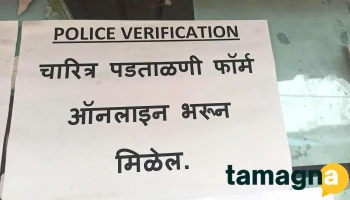 POLICE VERIFICATION
चारित्र पडताळणी फॉर्म
ऑनलाइन भरून
मिळेल.
tamagna